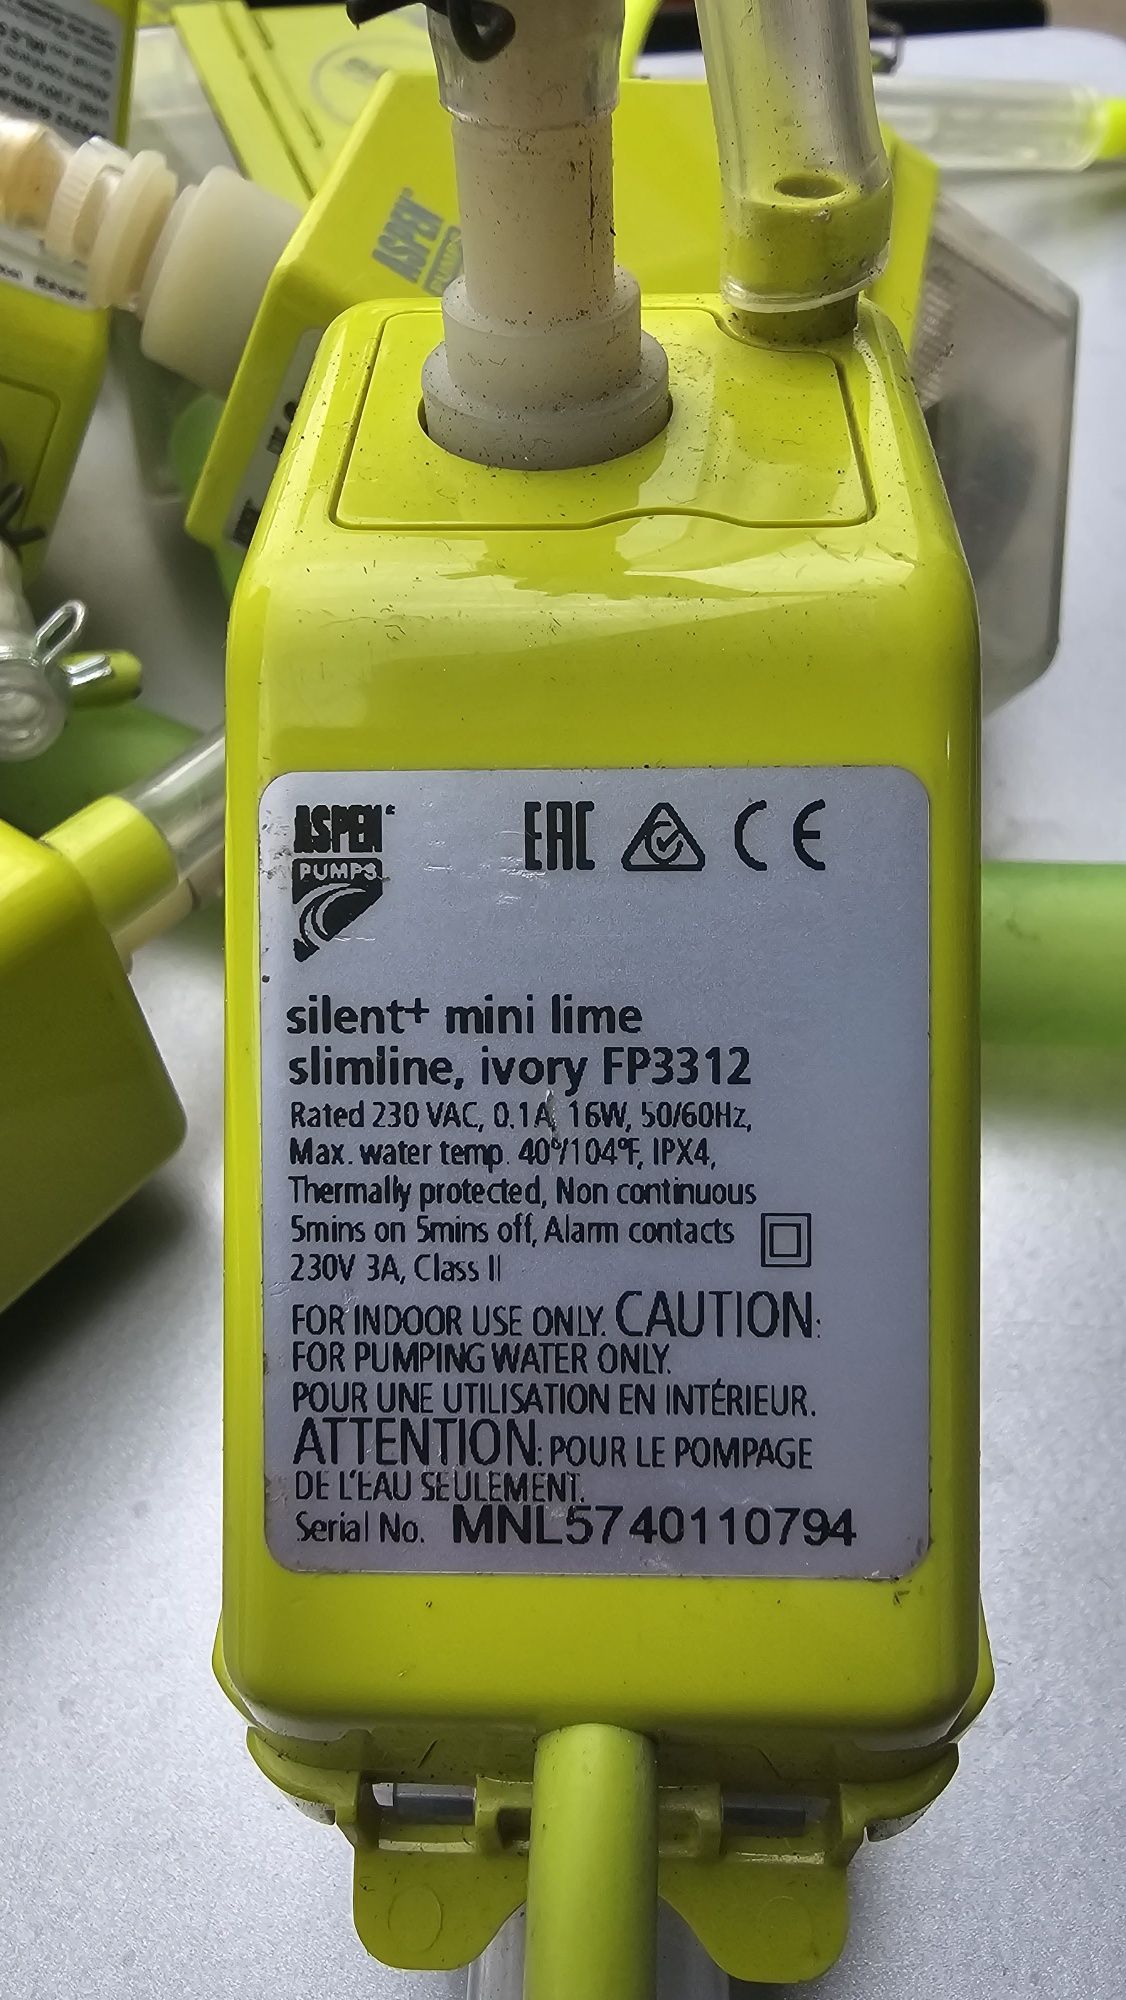 ASPEN
PUMPS
ASPEN
PUMPS
EAC CE
silent+ mini lime
slimline, ivory FP3312
Rated 230 VAC, 0.1A, 16W, 50/60Hz,
Max. water temp. 40°/104°F, IPX4,
Thermally protected, Non continuous
5mins on 5mins off, Alarm contacts
230V 3A, Class II
FOR INDOOR USE ONLY. CAUTION:
FOR PUMPING WATER ONLY.
POUR UNE UTILISATION EN INTÉRIEUR.
ATTENTION: POUR LE POMPAGE
DE L'EAU SEULEMENT.
Serial No. MNL5740110794